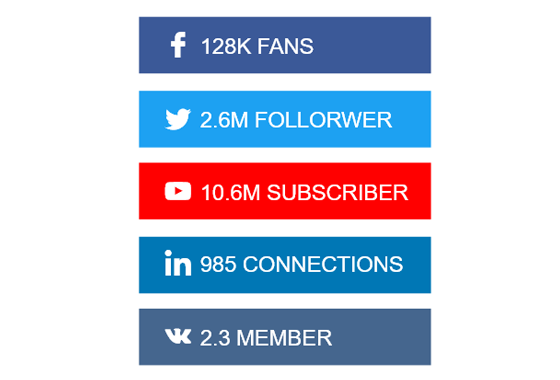 128K FANS
2.6M FOLLORWER
10.6M SUBSCRIBER
985 CONNECTIONS
2.3 MEMBER